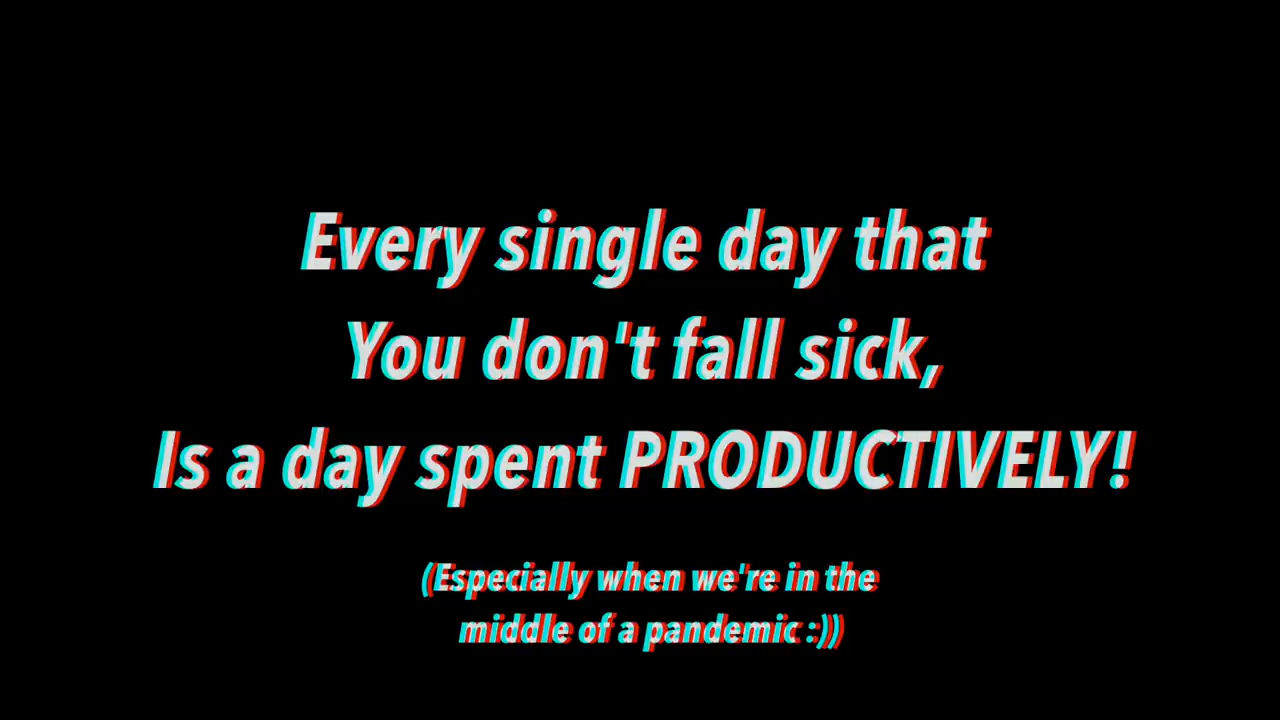 Every single day that
You don't fall sick,
Is a day spent PRODUCTIVELY!
(Especially when we're in the
middle of a pandemic :))